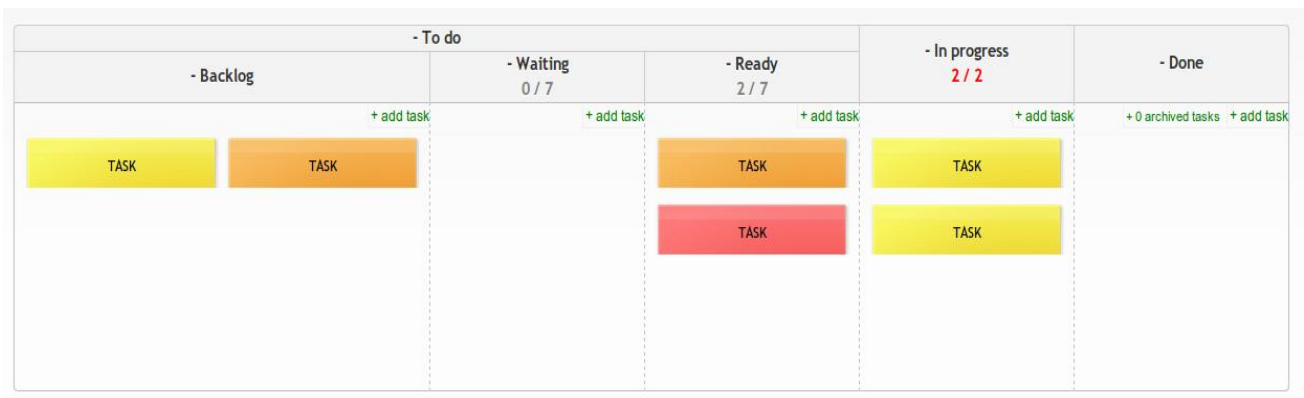 - To do
- Backlog
- Waiting
0 / 7
- Ready
2 / 7
- In progress
2 / 2
- Done
+ add task
+ add task
+ add task
+ add task
+ 0 archived tasks + add task
TASK
TASK
TASK
TASK
TASK
TASK